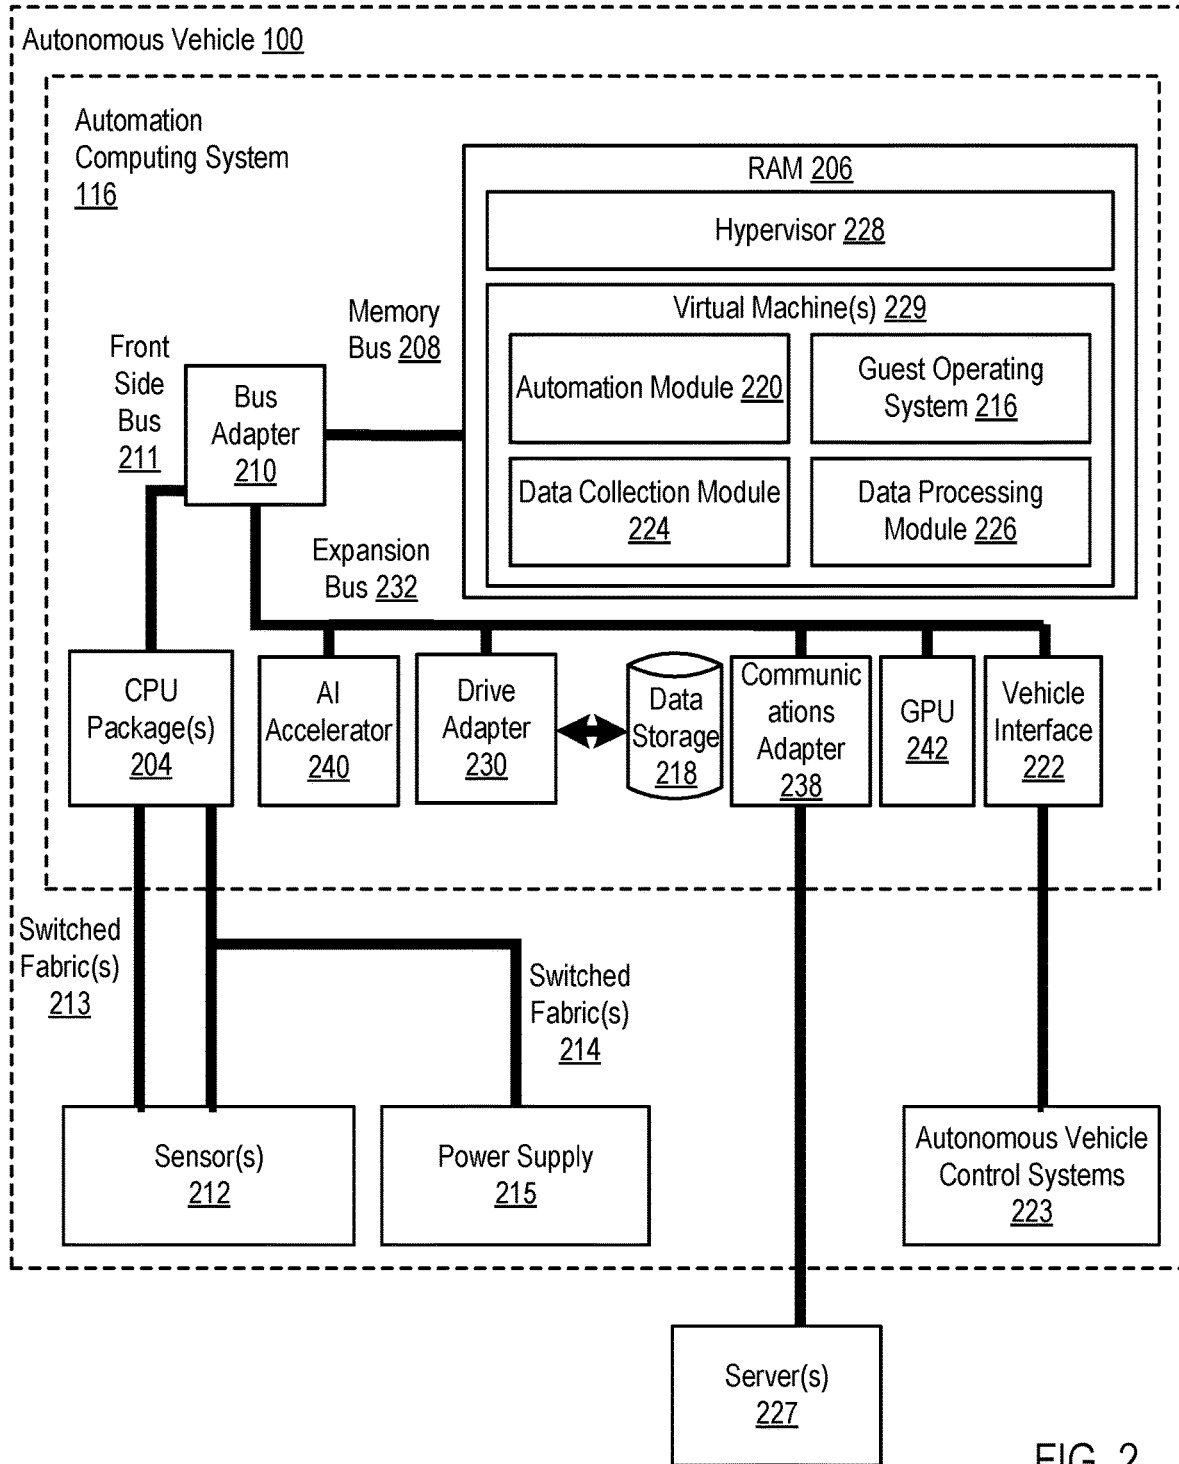 Autonomous Vehicle 100
Automation
Computing System
116
RAM 206
Hypervisor 228
Virtual Machine(s) 229
Automation Module 220
Guest Operating
System 216
Data Collection Module
224
Data Processing
Module 226
Memory
Bus 208
Front
Side
Bus
211
Bus
Adapter
210
Expansion
Bus 232
CPU
Package(s)
204
AI
Accelerator
240
Drive
Adapter
230
Data
Storage
218
Communic
ations
Adapter
238
GPU
242
Vehicle
Interface
222
Switched
Fabric(s)
213
Switched
Fabric(s)
214
Sensor(s)
212
Power Supply
215
Autonomous Vehicle
Control Systems
223
Server(s)
227
FIG. 2